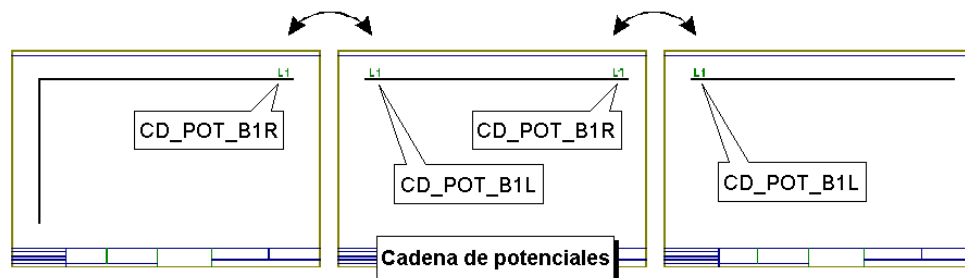 L1
L1
L1
L1
CD_POT_B1R
CD_POT_B1R
CD_POT_B1L
CD_POT_B1L
Cadena de potenciales